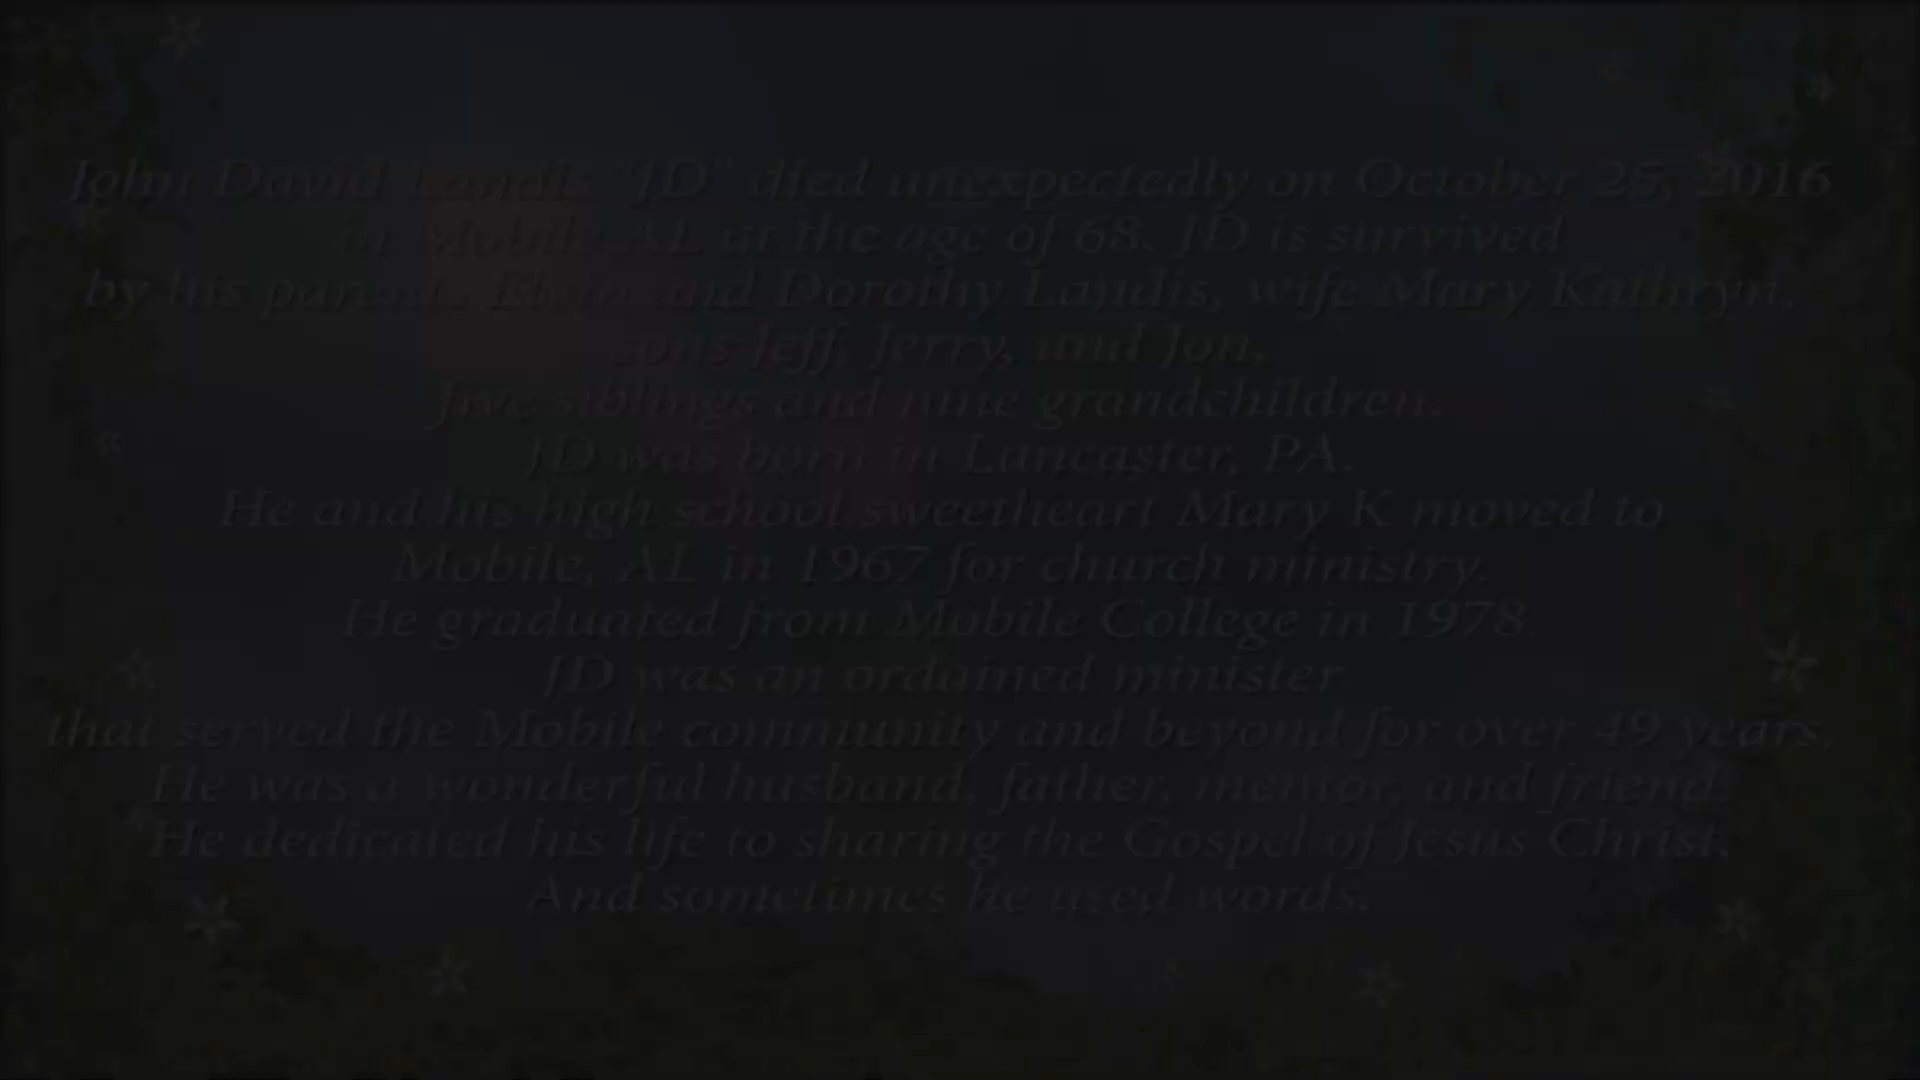 John David Landis "JD" died unexpectedly on October 25, 2016
in Mobile, AL at the age of 68. JD is survived
by his parents and Dorothy Landis, wife Mary Kathryn,
sons Jeff, Jerry, and Jon,
five siblings and nine grandchildren.
JD was born in Lancaster, PA.
He and his high school sweetheart Mary K moved to
Mobile, AL in 1967 for church ministry.
He graduated from Mobile College in 1978.
JD was an ordained minister
that served the Mobile community and beyond for over 49 years.
He was a wonderful husband, father, mentor, and friend.
He dedicated his life to sharing the Gospel of Jesus Christ.
And sometimes he used words.